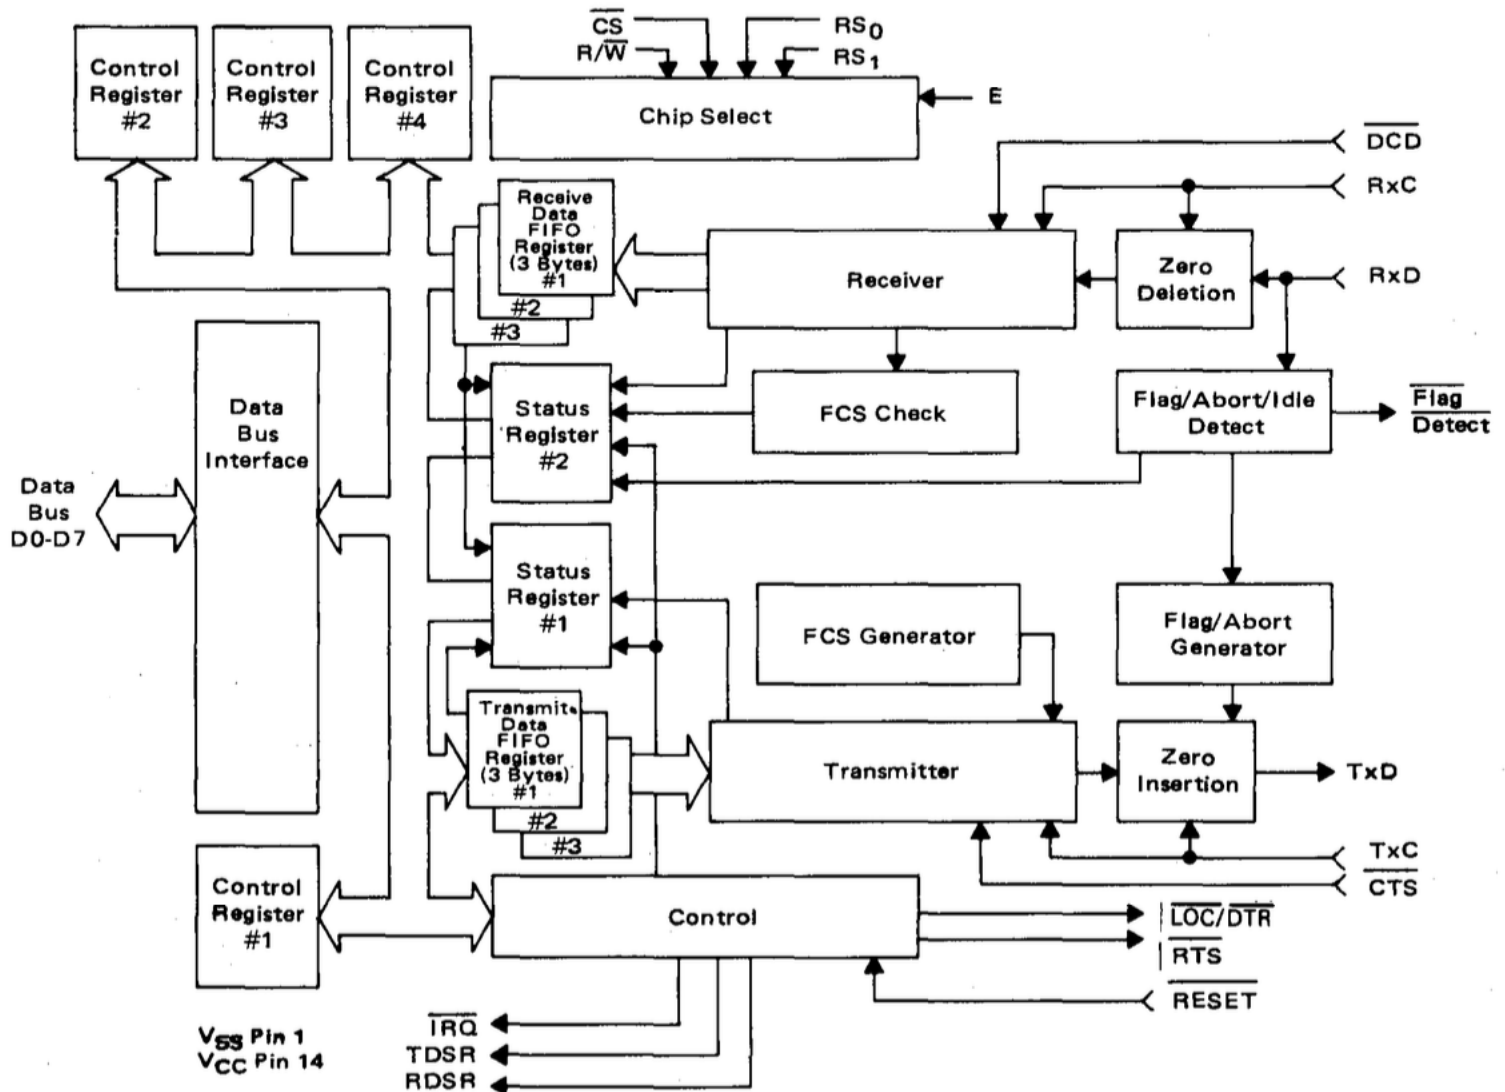 CS
R/W
RS0
RS1
E
Control
Register
#2
Control
Register
#3
Control
Register
#4
Chip Select
DCD
RxC
RxD
Receive
Data
FIFO
Register
(3 Bytes)
#1
#2
#3
Receiver
Zero
Deletion
Data
Bus
Interface
Status
Register
#2
FCS Check
Flag/Abort/Idle
Detect
Flag
Detect
Data
Bus
D0-D7
Status
Register
#1
FCS Generator
Flag/Abort
Generator
Transmit
Data
FIFO
Register
(3 Bytes)
#1
#2
#3
Transmitter
Zero
Insertion
TxD
TxC
CTS
Control
Register
#1
Control
LOC/DTR
RTS
RESET
VSS Pin 1
VCC Pin 14
IRQ
TDSR
RDSR